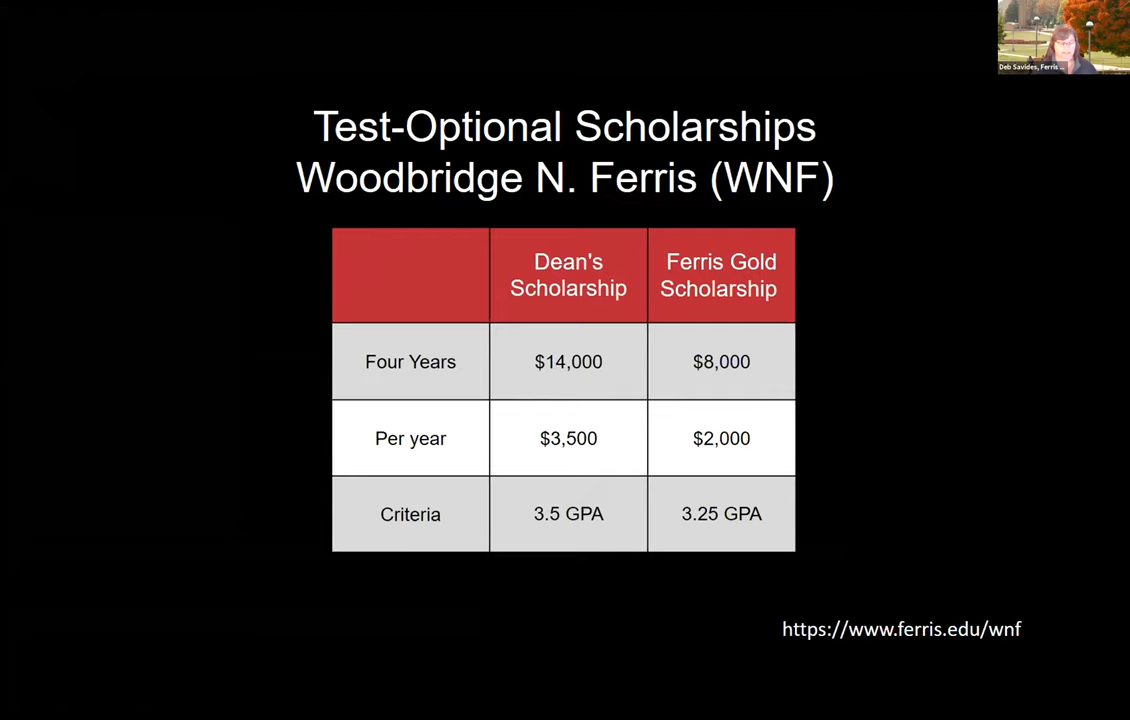 Deb Savides, Ferris ...
Test-Optional Scholarships
Woodbridge N. Ferris (WNF)
Dean's Scholarship
Ferris Gold Scholarship
Four Years $14,000 $8,000
Per year $3,500 $2,000
Criteria 3.5 GPA 3.25 GPA
https://www.ferris.edu/wnf